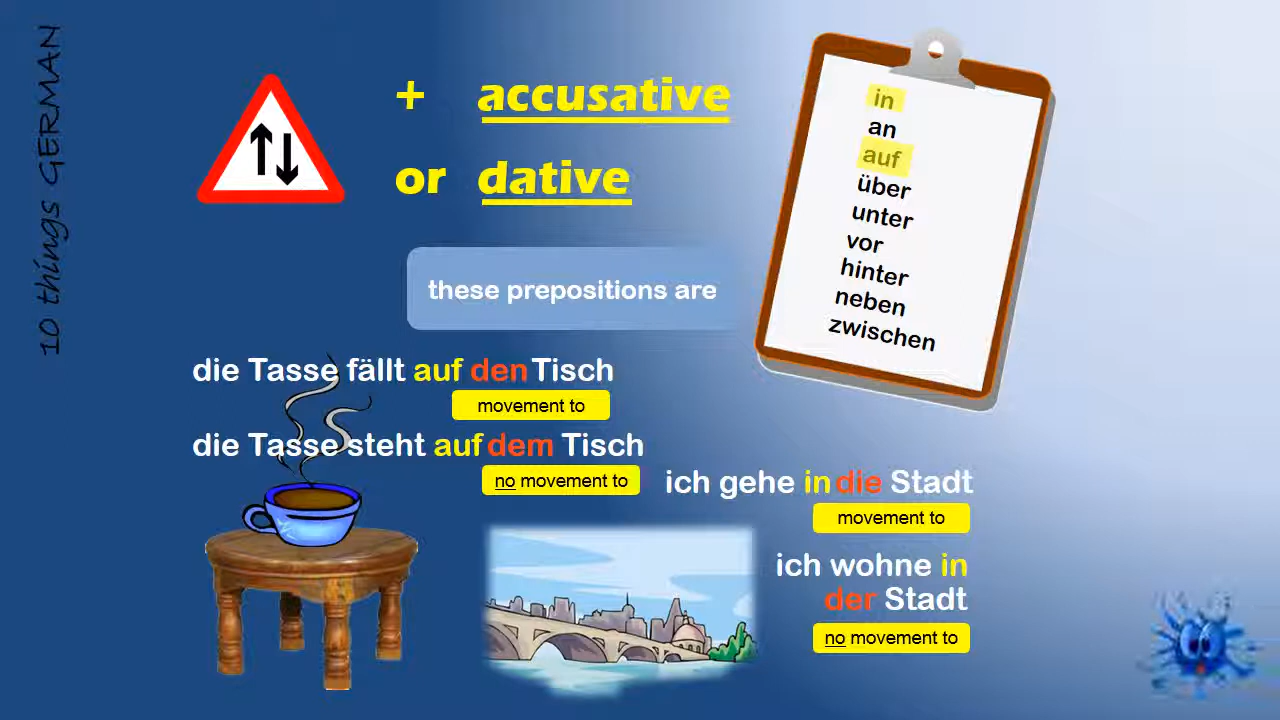 10 things GERMAN
+ accusative
or dative
these prepositions are
in
an
auf
über
unter
vor
hinter
neben
zwischen
die Tasse fällt auf den Tisch
movement to
die Tasse steht auf dem Tisch
no movement to
ich gehe in die Stadt
movement to
ich wohne in
der Stadt
no movement to